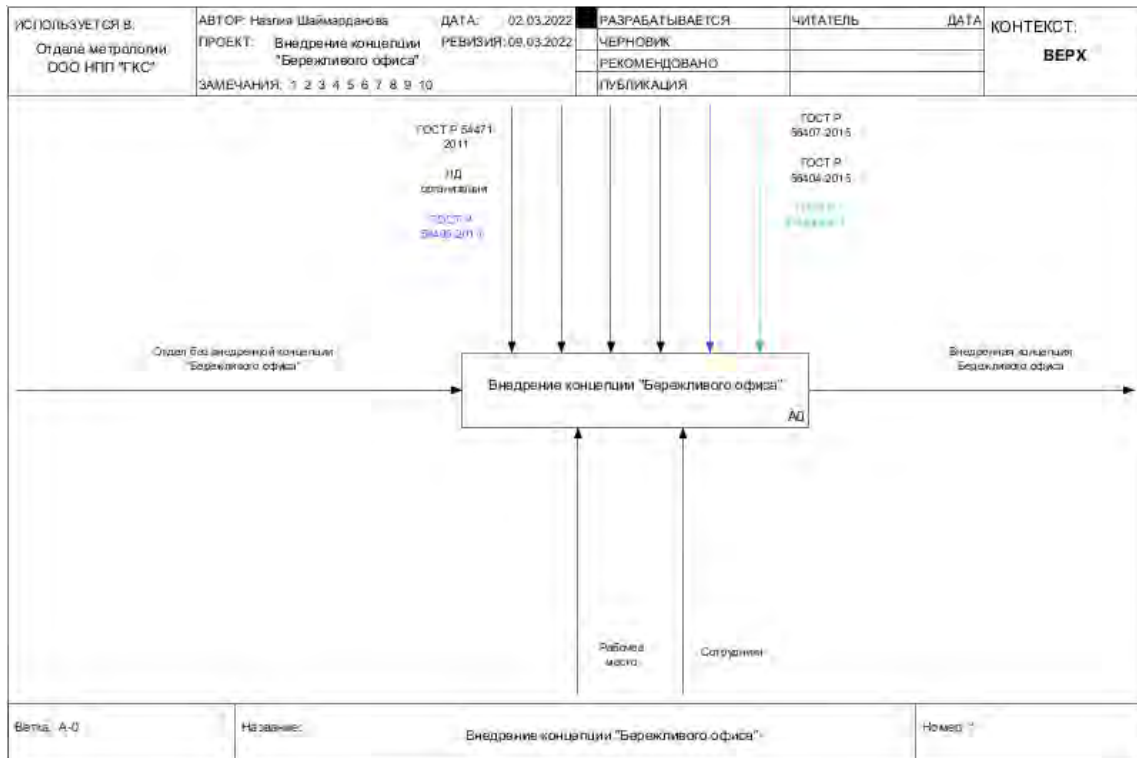 ИСПОЛЬЗУЕТСЯ В:
Отдела метрологии
ООО НПП "ГКС"
АВТОР: Назлия Шаймарданова
ДАТА: 02.03.2022
ПРОЕКТ: Внедрение концепции
"Бережливого офиса"
РЕВИЗИЯ: 09.03.2022
ЗАМЕЧАНИЯ: 1 2 3 4 5 6 7 8 9 10
РАЗРАБАТЫВАЕТСЯ
ЧЕРНОВИК
РЕКОМЕНДОВАНО
ПУБЛИКАЦИЯ
ЧИТАТЕЛЬ
ДАТА
КОНТЕКСТ:
ВЕРХ
ГОСТ Р 54471
2011
НД
организации
ГОСТ Р
ГОСТ Р
56407-2015
ГОСТ Р
56404-2015
Отдел без внедренной концепции
"Бережливого офиса"
Внедрение концепции "Бережливого офиса"
A0
Внедренная концепция
Бережливого офиса
Рабочее
место
Сотрудники
Ветка: A-0
Название:
Внедрение концепции "Бережливого офиса"
Номер: